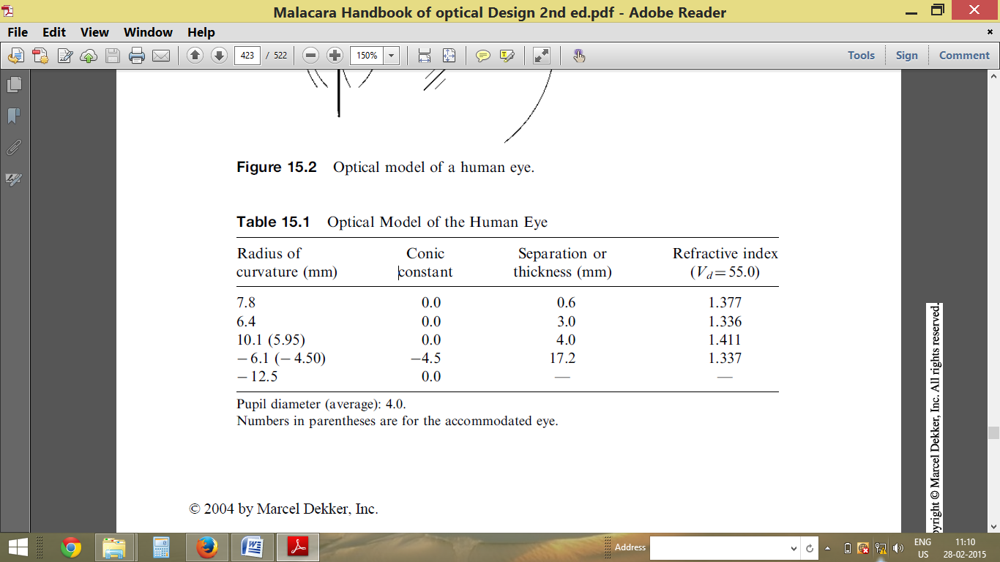 Malacara Handbook of optical Design 2nd ed.pdf - Adobe Reader
File Edit View Window Help
423 / 522 150% Tools Sign Comment
Figure 15.2 Optical model of a human eye.
Table 15.1 Optical Model of the Human Eye
Radius of Conic Separation or Refractive index
curvature (mm) constant thickness (mm) (Vd=55.0)
7.8 0.0 0.6 1.377
6.4 0.0 3.0 1.336
10.1 (5.95) 0.0 4.0 1.411
−6.1 (−4.50) −4.5 17.2 1.337
−12.5 0.0 — —
Pupil diameter (average): 4.0.
Numbers in parentheses are for the accommodated eye.
© 2004 by Marcel Dekker, Inc.
yright © Marcel Dekker, Inc. All rights reserved.
Address
ENG 11:10
US 28-02-2015